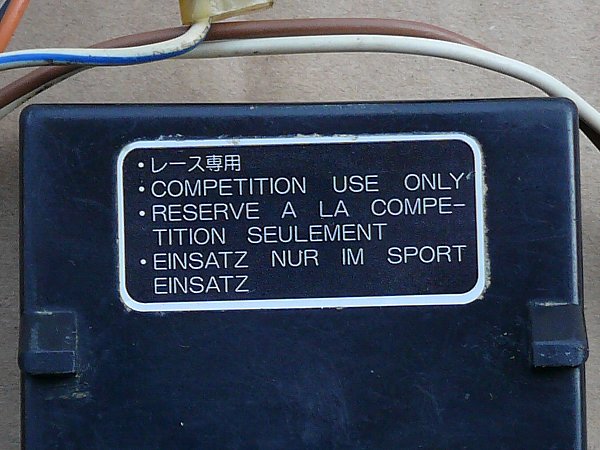 ・レース専用
・COMPETITION USE ONLY
・RESERVE A LA COMPE-
TITION SEULEMENT
・EINSATZ NUR IM SPORT
EINSATZ